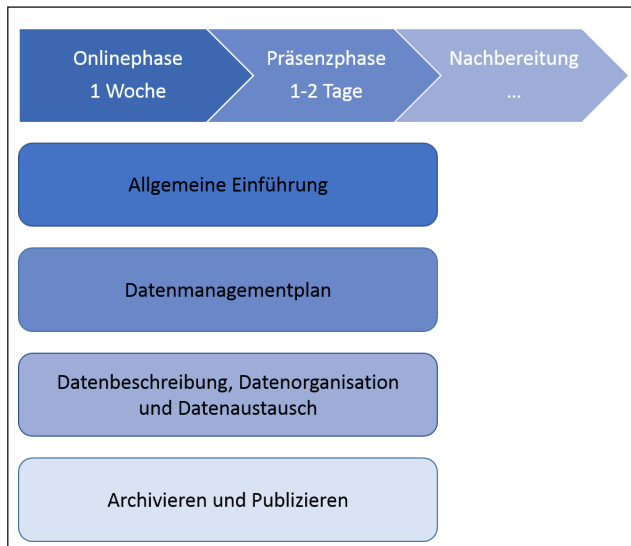 Onlinephase
1 Woche
Präsenzphase
1-2 Tage
Nachbereitung
...
Allgemeine Einführung
Datenmanagementplan
Datenbeschreibung, Datenorganisation
und Datenaustausch
Archivieren und Publizieren